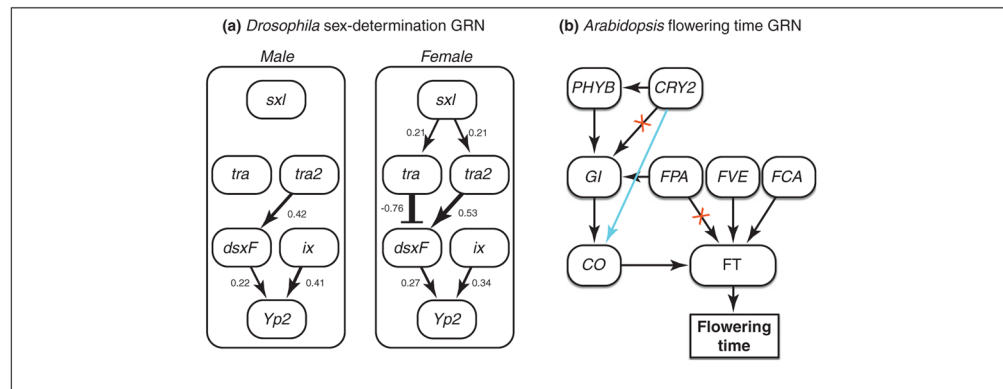 (a) Drosophila sex-determination GRN
Male
sxl
tra
tra2
0.42
dsxF
ix
0.22
0.41
Yp2
Female
sxl
0.21
0.21
tra
tra2
-0.76
0.53
dsxF
ix
0.27
0.34
Yp2
(b) Arabidopsis flowering time GRN
PHYB
CRY2
GI
FPA
FVE
FCA
CO
FT
Flowering
time